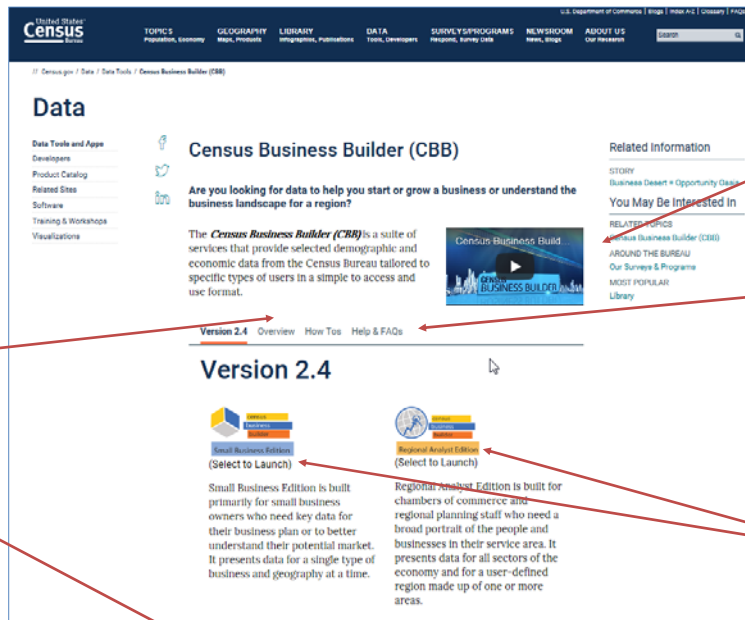 U.S. Department of Commerce | Blogs | Index A-Z | Glossary | FAQs
United States®
Census
Bureau
TOPICS
Population, Economy
GEOGRAPHY
Maps, Products
LIBRARY
Infographics, Publications
DATA
Tools, Developers
SURVEYS/PROGRAMS
Respond, Survey Data
NEWSROOM
News, Blogs
ABOUT US
Our Research
Search
// Census.gov / Data / Data Tools / Census Business Builder (CBB)
Data
Data Tools and Apps
Developers
Product Catalog
Related Sites
Software
Training & Workshops
Visualizations
Census Business Builder (CBB)
Are you looking for data to help you start or grow a business or understand the
business landscape for a region?
The Census Business Builder (CBB) is a suite of
services that provide selected demographic and
economic data from the Census Bureau tailored to
specific types of users in a simple to access and
use format.
Census Business Build...
CENSUS
BUSINESS BUILDER
Related Information
STORY
Business Desert = Opportunity Oasis
You May Be Interested In
RELATED TOPICS
Census Business Builder (CBB)
AROUND THE BUREAU
Our Surveys & Programs
MOST POPULAR
Library
Version 2.4 Overview How Tos Help & FAQs
Version 2.4
census
business
builder
Small Business Edition
(Select to Launch)
Small Business Edition is built
primarily for small business
owners who need key data for
their business plan or to better
understand their potential market.
It presents data for a single type of
business and geography at a time.
census
business
builder
Regional Analyst Edition
(Select to Launch)
Regional Analyst Edition is built for
chambers of commerce and
regional planning staff who need a
broad portrait of the people and
businesses in their service area. It
presents data for all sectors of the
economy and for a user-defined
region made up of one or more
areas.